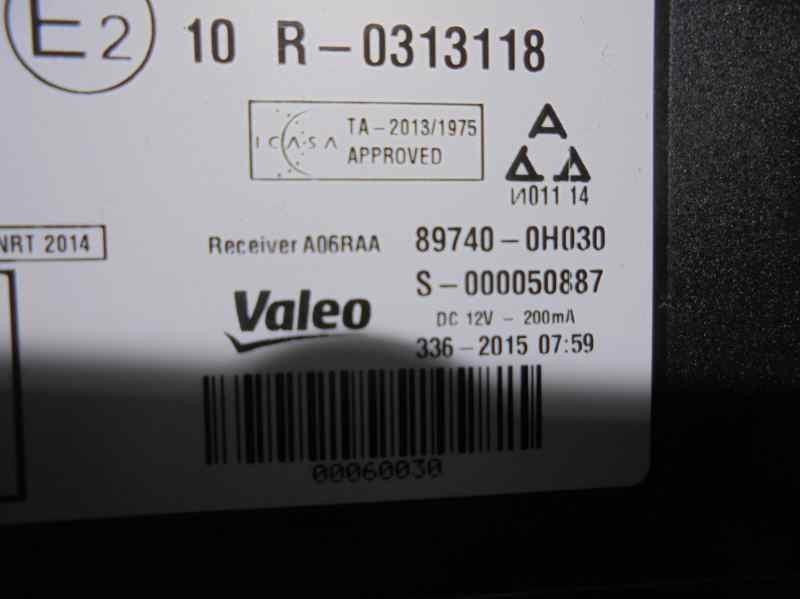 E2 10 R-0313118
ICASA TA-2013/1975
APPROVED
A
И011 14
NRT 2014
Receiver A06RAA 89740-0H030
S-000050887
Valeo
DC 12V - 200mA
336-2015 07:59
00060030